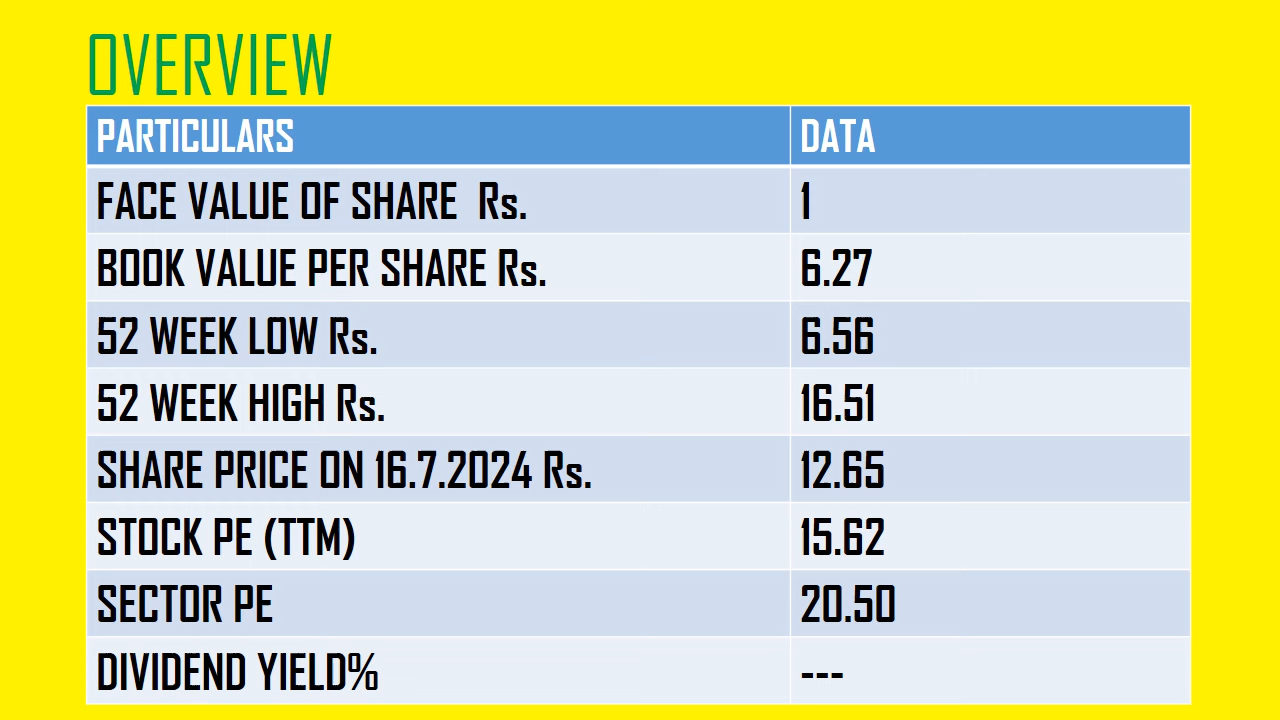 OVERVIEW
PARTICULARS DATA
FACE VALUE OF SHARE Rs. 1
BOOK VALUE PER SHARE Rs. 6.27
52 WEEK LOW Rs. 6.56
52 WEEK HIGH Rs. 16.51
SHARE PRICE ON 16.7.2024 Rs. 12.65
STOCK PE (TTM) 15.62
SECTOR PE 20.50
DIVIDEND YIELD% ---